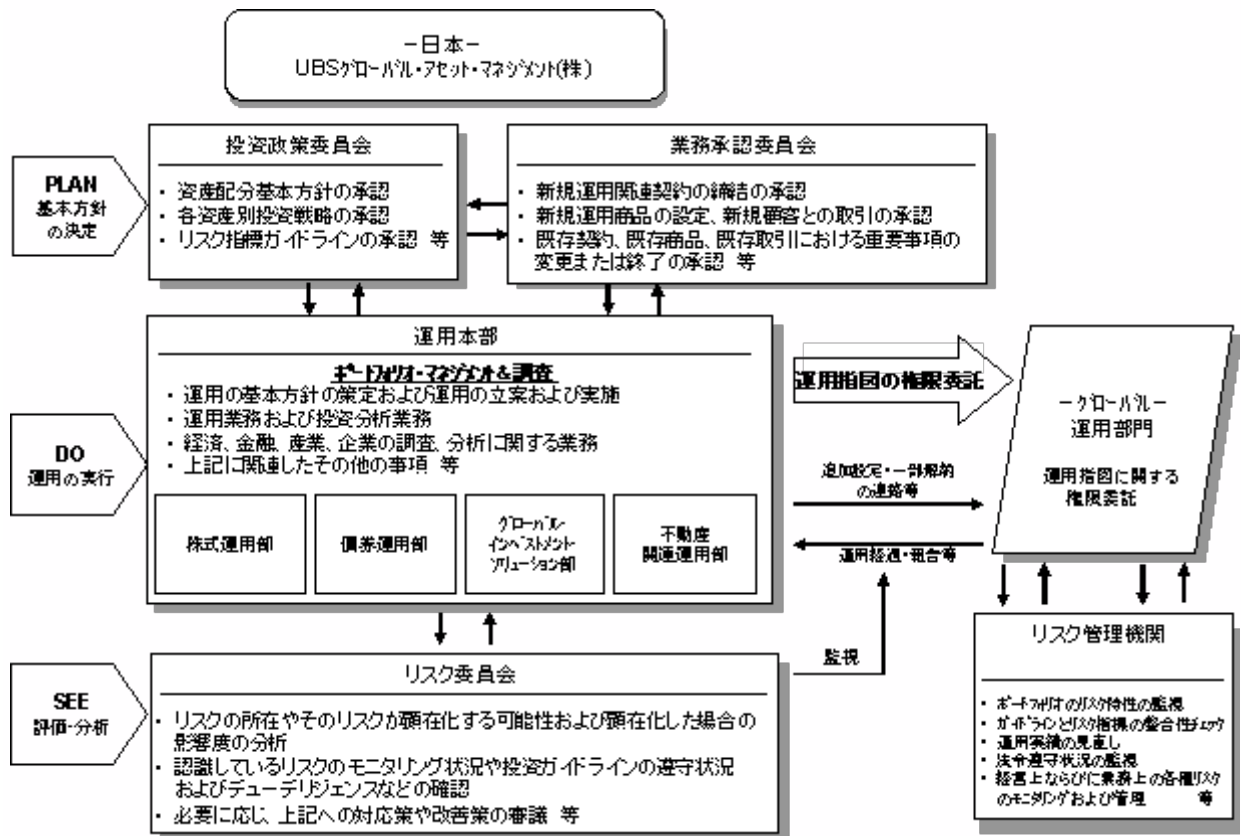 －日本－
UBSｸﾞﾛｰﾊﾞﾙ･ｱｾｯﾄ･ﾏﾈｼﾞﾒﾝﾄ(株)
PLAN
基本方針
の決定
投資政策委員会
・ 資産配分基本方針の承認
・ 各資産別投資戦略の承認
・ リスク指標ガイドラインの承認 等
業務承認委員会
・ 新規運用関連契約の締結の承認
・ 新規運用商品の設定、新規顧客との取引の承認
・ 既存契約、既存商品、既存取引における重要事項の
変更または終了の承認 等
DO
運用の実行
運用本部
ﾎﾟｰﾄﾌｫﾘｵ･ﾏﾈｼﾞﾒﾝﾄ&調査
・ 運用の基本方針の策定および運用の立案および実施
・ 運用業務および投資分析業務
・ 経済、金融、産業、企業の調査、分析に関する業務
・ 上記に関連したその他の事項 等
株式運用部
債券運用部
ｸﾞﾛｰﾊﾞﾙ･
ｲﾝﾍﾞｽﾄﾒﾝﾄ･
ｿﾘｭｰｼｮﾝ部
不動産
関連運用部
運用指図の権限委託
－ｸﾞﾛｰﾊﾞﾙ－
運用部門
運用指図に関する
権限委託
追加設定・一部解約
の連絡等
運用経過・報告等
監視
SEE
評価･分析
リスク委員会
・ リスクの所在やそのリスクが顕在化する可能性および顕在化した場合の
影響度の分析
・ 認識しているリスクのモニタリング状況や投資ガイドラインの遵守状況
およびデューデリジェンスなどの確認
・ 必要に応じ、上記への対応策や改善策の審議 等
リスク管理機関
・ ﾎﾟｰﾄﾌｫﾘｵのﾘｽｸ特性の監視
・ ｶﾞｲﾄﾞﾗｲﾝとﾘｽｸ指標の整合性ﾁｪｯｸ
・ 運用実績の見直し
・ 法令遵守状況の監視
・ 経営上ならびに業務上の各種ﾘｽｸ
のﾓﾆﾀﾘﾝｸﾞおよび管理 等